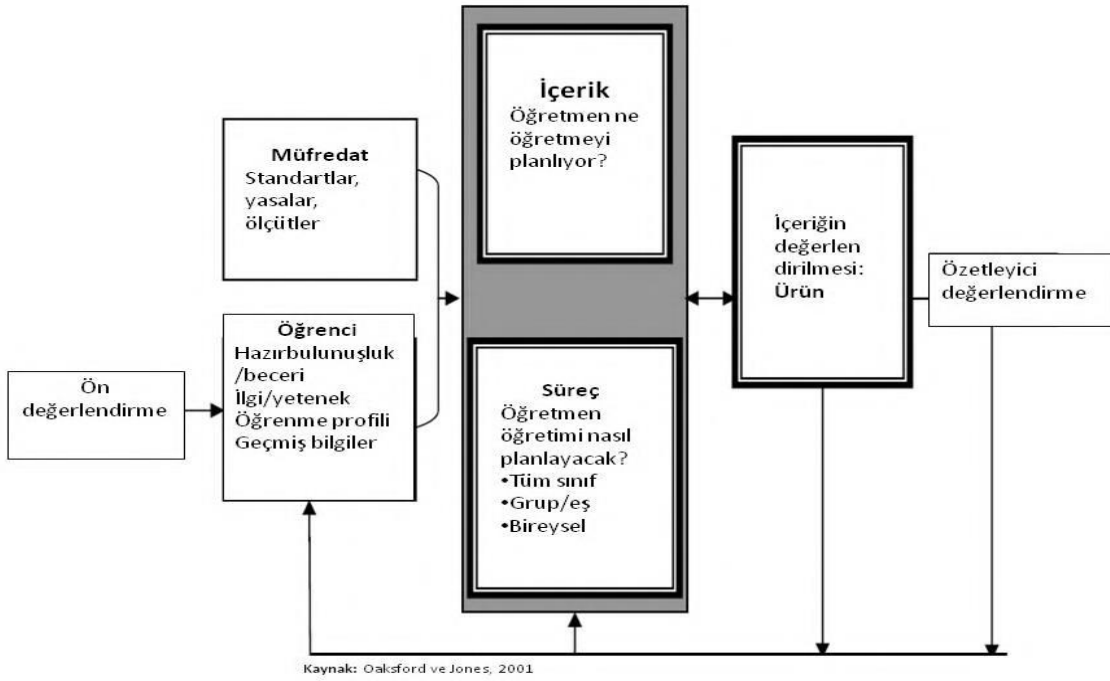 Ön
değerlendirme
Müfredat
Standartlar,
yasalar,
ölçütler
Öğrenci
Hazırbulunuşluk
/beceri
İlgi/yetenek
Öğrenme profili
Geçmiş bilgiler
İçerik
Öğretmen ne
öğretmeyi
planlıyor?
Süreç
Öğretmen
öğretimi nasıl
planlayacak?
•Tüm sınıf
•Grup/eş
•Bireysel
İçeriğin
değerlen
dirilmesi:
Ürün
Özetleyici
değerlendirme
Kaynak: Oaksford ve Jones, 2001